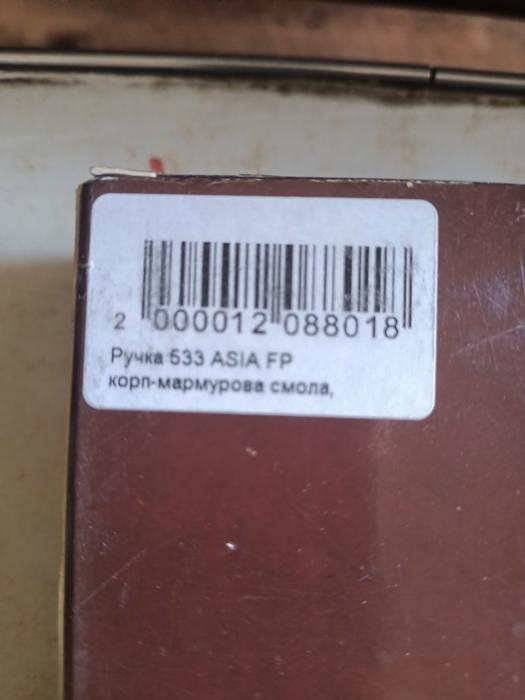 2 000012 088018
Ручка 533 ASIA FP
корп-мармурова смола,